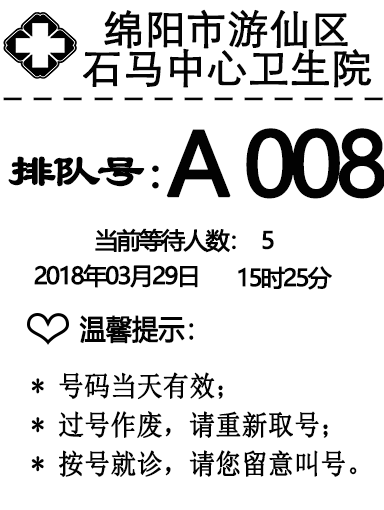 绵阳市游仙区
石马中心卫生院
排队号:A 008
当前等待人数: 5
2018年03月29日 15时25分
温馨提示:
* 号码当天有效;
* 过号作废，请重新取号;
* 按号就诊，请您留意叫号。